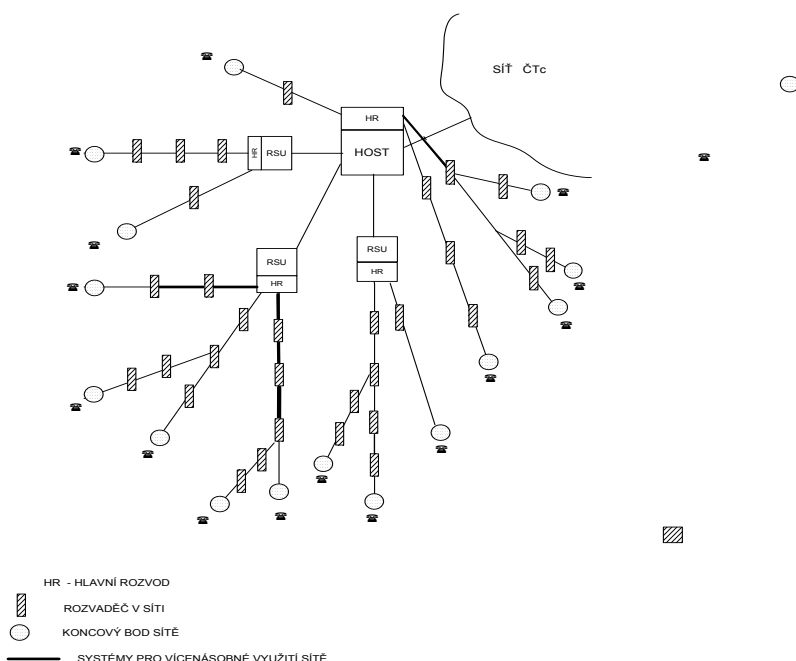 SÍŤ ČTc
HR
HOST
HR RSU
RSU
HR
RSU
HR
HR - HLAVNÍ ROZVOD
ROZVADĚČ V SÍTI
KONCOVÝ BOD SÍTĚ
SYSTÉMY PRO VÍCENÁSOBNÉ VYUŽITÍ SÍTĚ